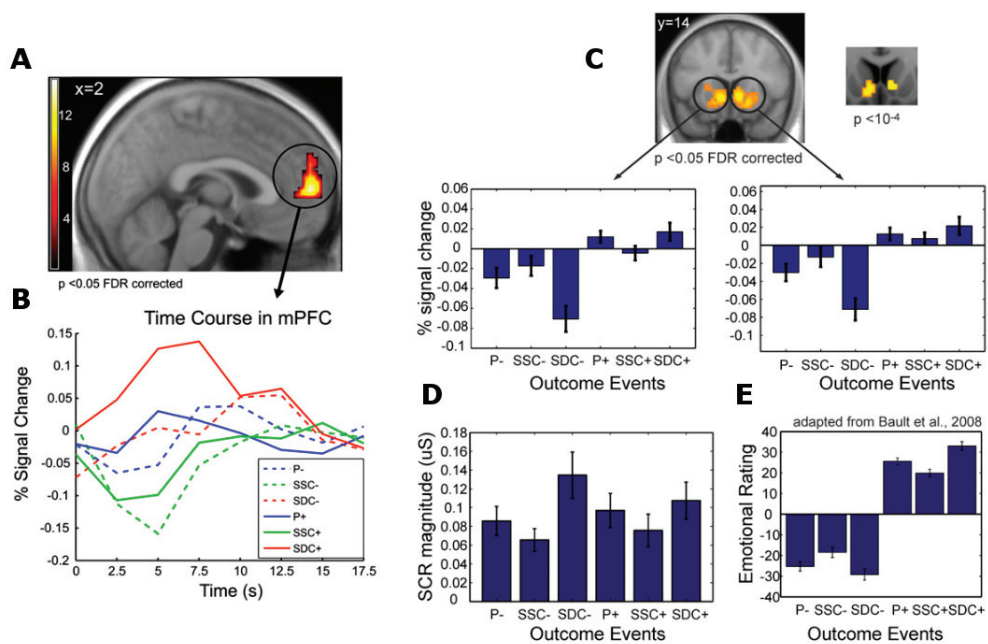 A
x=2
12
8
4
p <0.05 FDR corrected
B
Time Course in mPFC
% Signal Change
0.15
0.1
0.05
0
-0.05
-0.1
-0.15
-0.2
P-
SSC-
SDC-
P+
SSC+
SDC+
0 2.5 5 7.5 10 12.5 15 17.5
Time (s)
C
y=14
p <10-4
p <0.05 FDR corrected
% signal change
0.06
0.04
0.02
0
-0.02
-0.04
-0.06
-0.08
-0.1
P- SSC- SDC- P+ SSC+ SDC+
Outcome Events
0.06
0.04
0.02
0
-0.02
-0.04
-0.06
-0.08
-0.1
P- SSC- SDC- P+ SSC+ SDC+
Outcome Events
D
SCR magnitude (uS)
0.18
0.16
0.14
0.12
0.1
0.08
0.06
0.04
0.02
0
P- SSC- SDC- P+ SSC+ SDC+
Outcome Events
E
adapted from Bault et al., 2008
Emotional Rating
40
30
20
10
0
-10
-20
-30
40
P- SSC- SDC- P+ SSC+ SDC+
Outcome Events